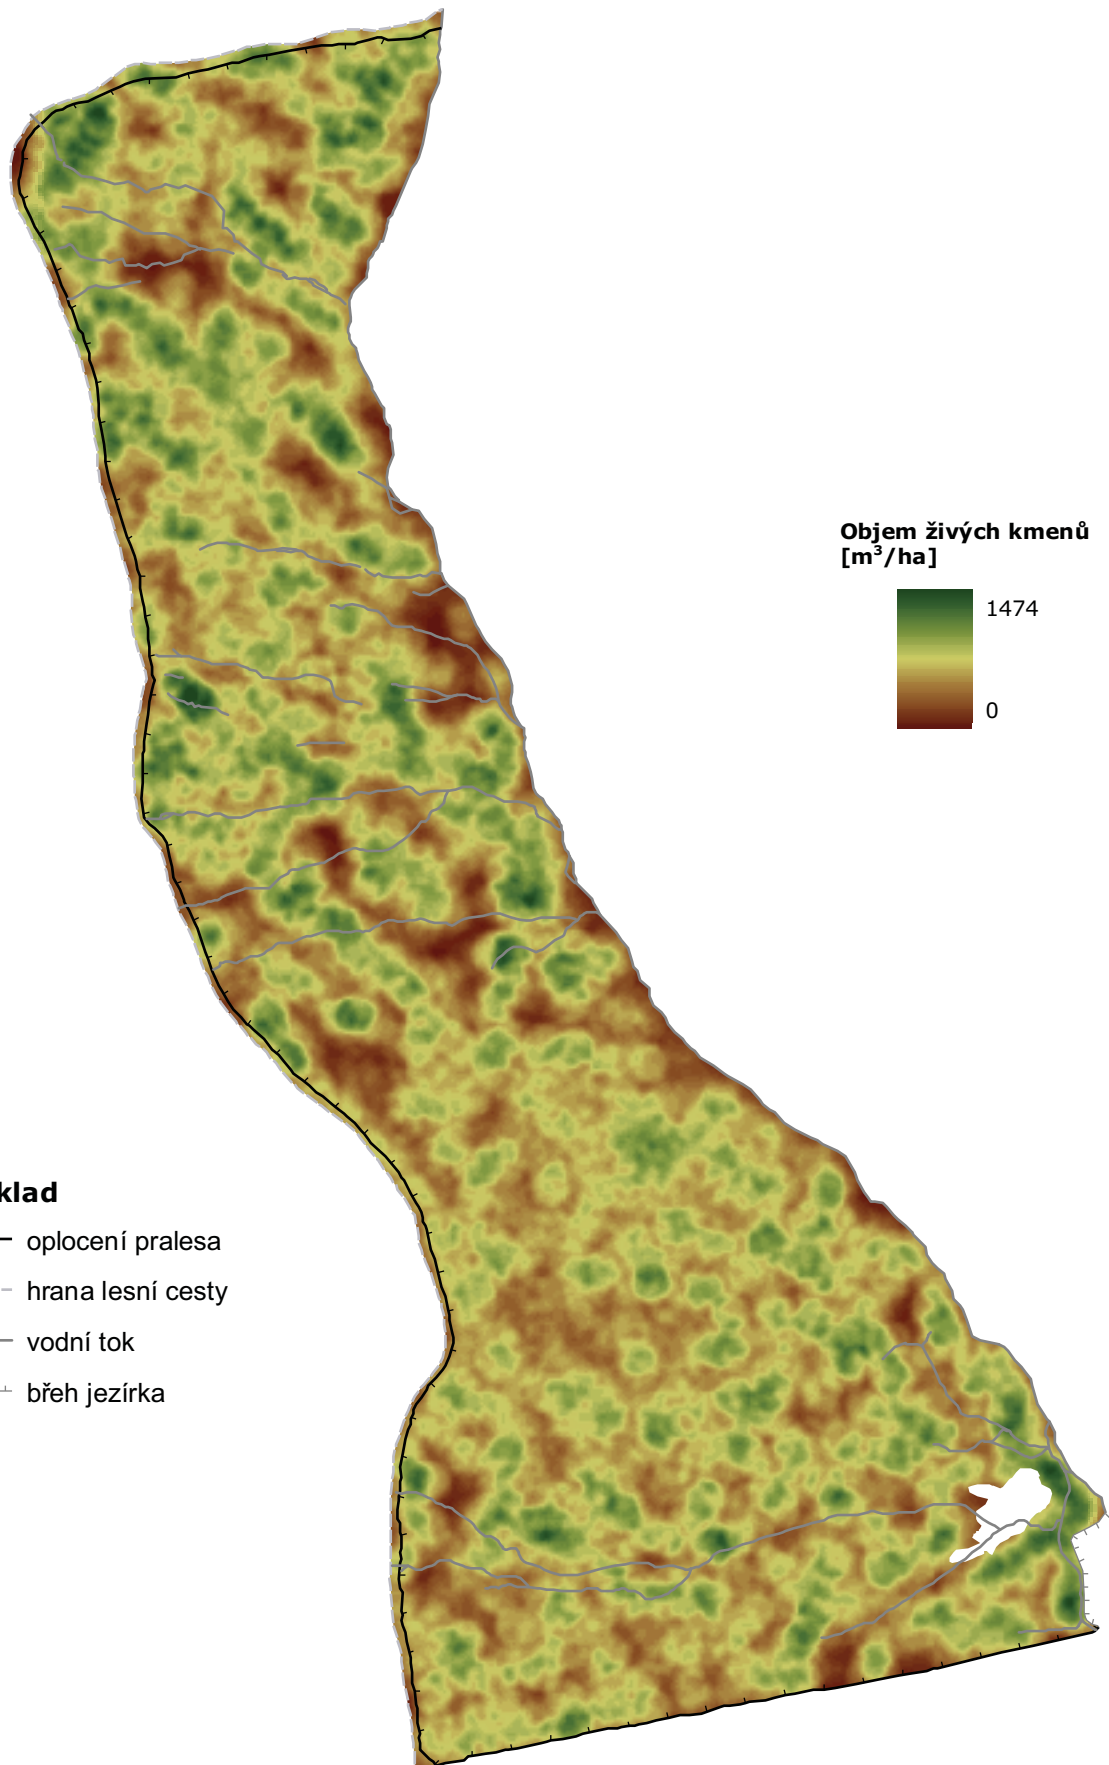 Objem živých kmenů
[m³/ha]
1474
0
klad
oplocení pralesa
hrana lesní cesty
vodní tok
břeh jezírka